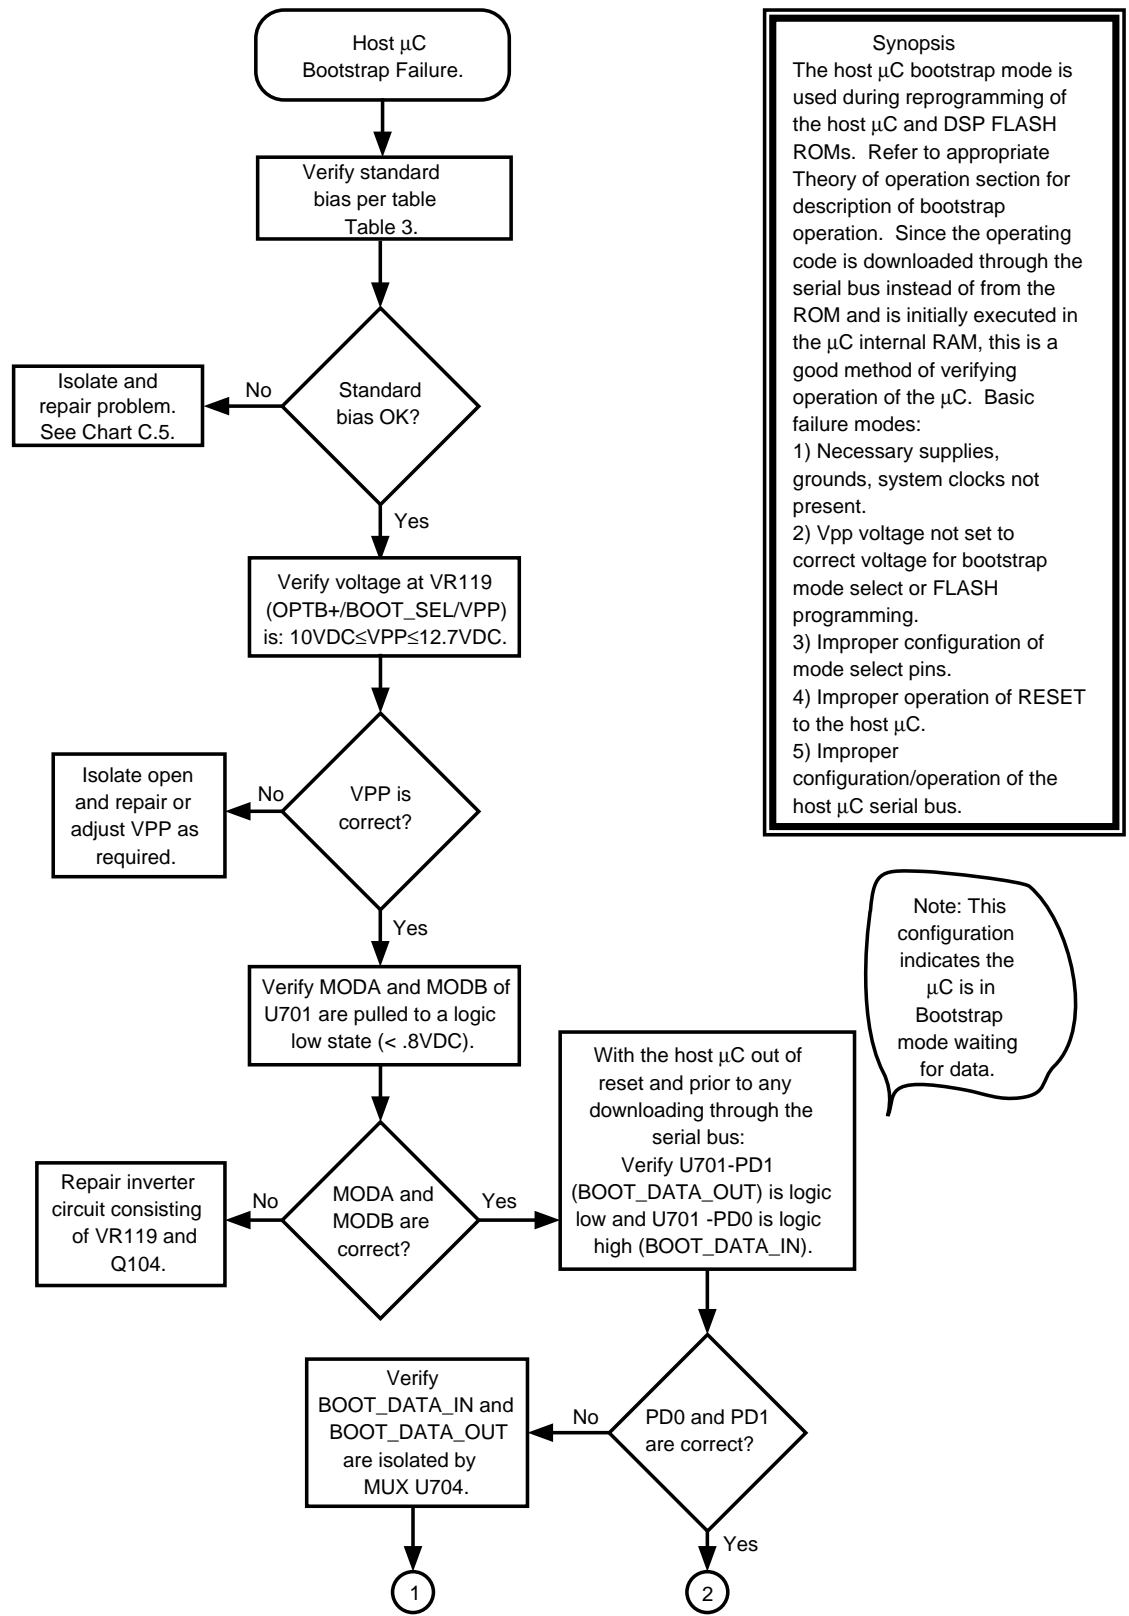 Host μC
Bootstrap Failure.
Verify standard
bias per table
Table 3.
Standard
bias OK?
No
Isolate and
repair problem.
See Chart C.5.
Yes
Verify voltage at VR119
(OPTB+/BOOT_SEL/VPP)
is: 10VDC≤VPP≤12.7VDC.
VPP is
correct?
No
Isolate open
and repair or
adjust VPP as
required.
Yes
Verify MODA and MODB of
U701 are pulled to a logic
low state (< .8VDC).
MODA and
MODB are
correct?
No
Repair inverter
circuit consisting
of VR119 and
Q104.
Yes
With the host μC out of
reset and prior to any
downloading through the
serial bus:
Verify U701-PD1
(BOOT_DATA_OUT) is logic
low and U701 -PD0 is logic
high (BOOT_DATA_IN).
PD0 and PD1
are correct?
No
Verify
BOOT_DATA_IN and
BOOT_DATA_OUT
are isolated by
MUX U704.
1
Yes
2
Synopsis
The host μC bootstrap mode is
used during reprogramming of
the host μC and DSP FLASH
ROMs.  Refer to appropriate
Theory of operation section for
description of bootstrap
operation.  Since the operating
code is downloaded through the
serial bus instead of from the
ROM and is initially executed in
the μC internal RAM, this is a
good method of verifying
operation of the μC.  Basic
failure modes:
1) Necessary supplies,
grounds, system clocks not
present.
2) Vpp voltage not set to
correct voltage for bootstrap
mode select or FLASH
programming.
3) Improper configuration of
mode select pins.
4) Improper operation of RESET
to the host μC.
5) Improper
configuration/operation of the
host μC serial bus.
Note: This
configuration
indicates the
μC is in
Bootstrap
mode waiting
for data.